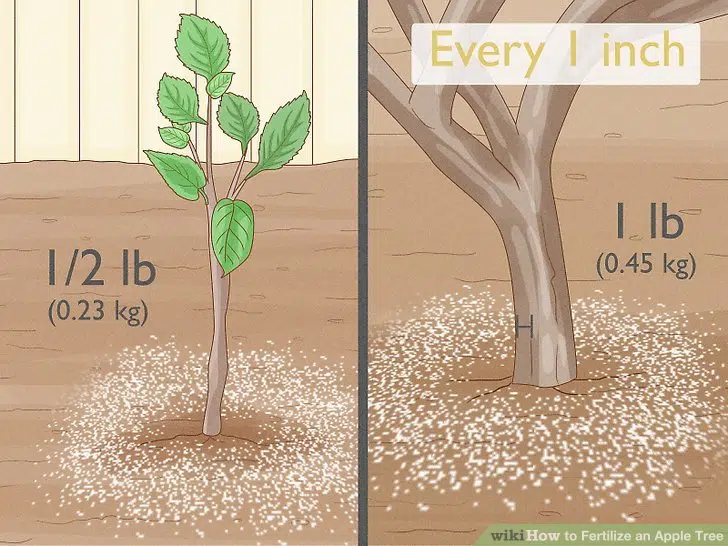 1/2 lb
(0.23 kg)
Every 1 inch
1 lb
(0.45 kg)
H
wikiHow to Fertilize an Apple Tree